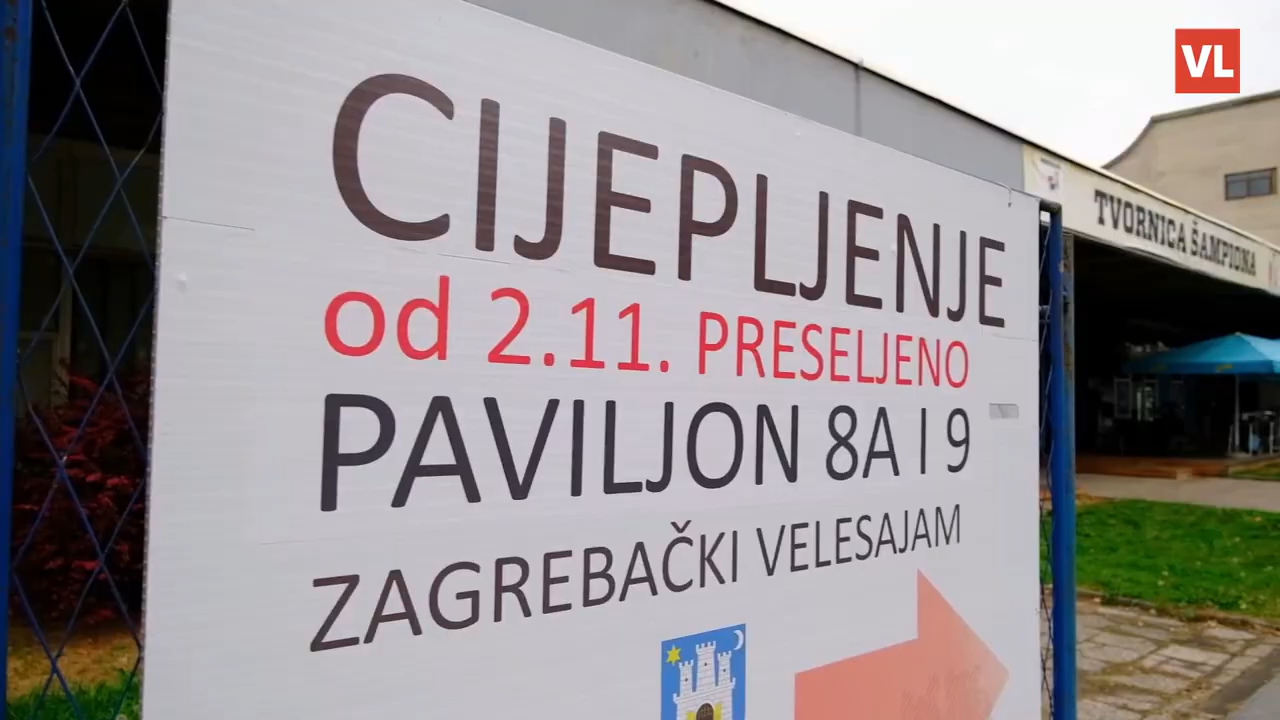 VL
CIJEPLJENJE
od 2.11. PRESELJENO
PAVILJON 8A I 9
ZAGREBAČKI VELESAJAM
TVORNICA ŠAMPIONA